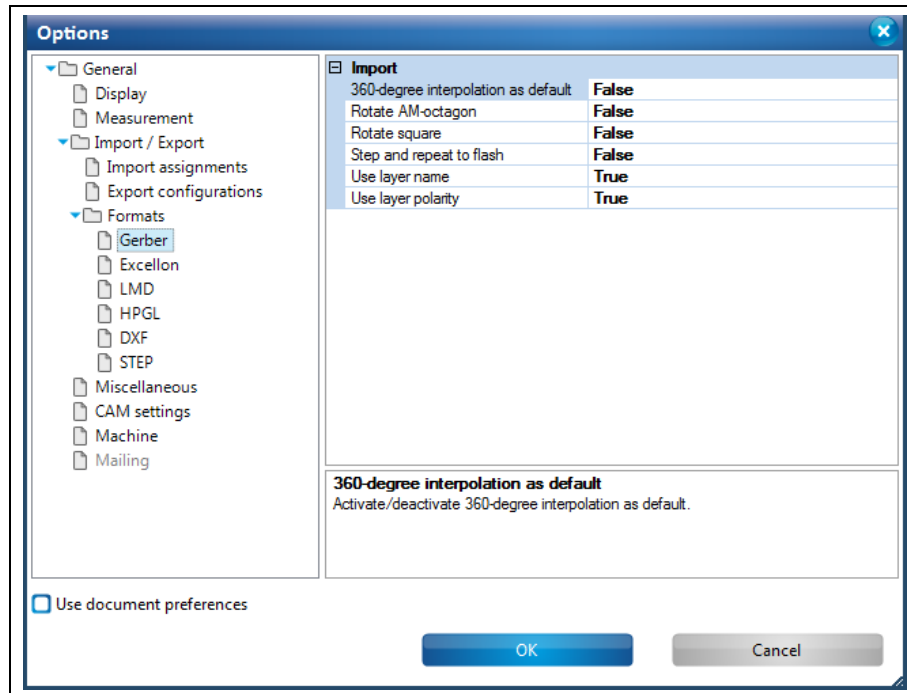 Options
General
Display
Measurement
Import / Export
Import assignments
Export configurations
Formats
Gerber
Excellon
LMD
HPGL
DXF
STEP
Miscellaneous
CAM settings
Machine
Mailing
Import
360-degree interpolation as default False
Rotate AM-octagon False
Rotate square False
Step and repeat to flash False
Use layer name True
Use layer polarity True
360-degree interpolation as default
Activate/deactivate 360-degree interpolation as default.
Use document preferences
OK Cancel